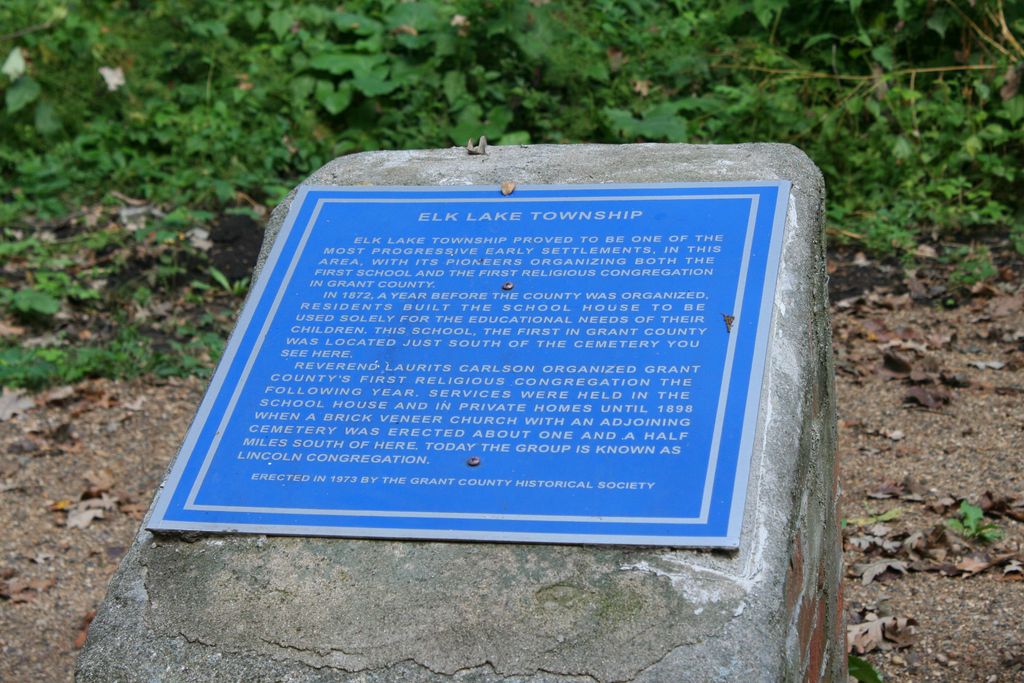 ELK LAKE TOWNSHIP
ELK LAKE TOWNSHIP PROVED TO BE ONE OF THE
MOST PROGRESSIVE EARLY SETTLEMENTS, IN THIS
AREA, WITH ITS PIONEERS ORGANIZING BOTH THE
FIRST SCHOOL AND THE FIRST RELIGIOUS CONGREGATION
IN GRANT COUNTY.
IN 1872, A YEAR BEFORE THE COUNTY WAS ORGANIZED,
RESIDENTS BUILT THE SCHOOL HOUSE TO BE
USED SOLELY FOR THE EDUCATIONAL NEEDS OF THEIR
CHILDREN. THIS SCHOOL, THE FIRST IN GRANT COUNTY
WAS LOCATED JUST SOUTH OF THE CEMETERY YOU
SEE HERE.
REVEREND LAURITS CARLSON ORGANIZED GRANT
COUNTY'S FIRST RELIGIOUS CONGREGATION THE
FOLLOWING YEAR. SERVICES WERE HELD IN THE
SCHOOL HOUSE AND IN PRIVATE HOMES UNTIL 1898
WHEN A BRICK VENEER CHURCH WITH AN ADJOINING
CEMETERY WAS ERECTED ABOUT ONE AND A HALF
MILES SOUTH OF HERE. TODAY THE GROUP IS KNOWN AS
LINCOLN CONGREGATION.
ERECTED IN 1973 BY THE GRANT COUNTY HISTORICAL SOCIETY